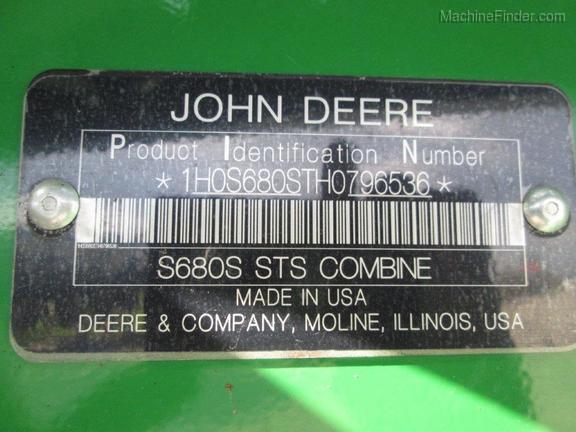 MachineFinder.com
JOHN DEERE
Product Identification Number
*1H0S680STH0796536*
S680S STS COMBINE
MADE IN USA
DEERE & COMPANY, MOLINE, ILLINOIS, USA